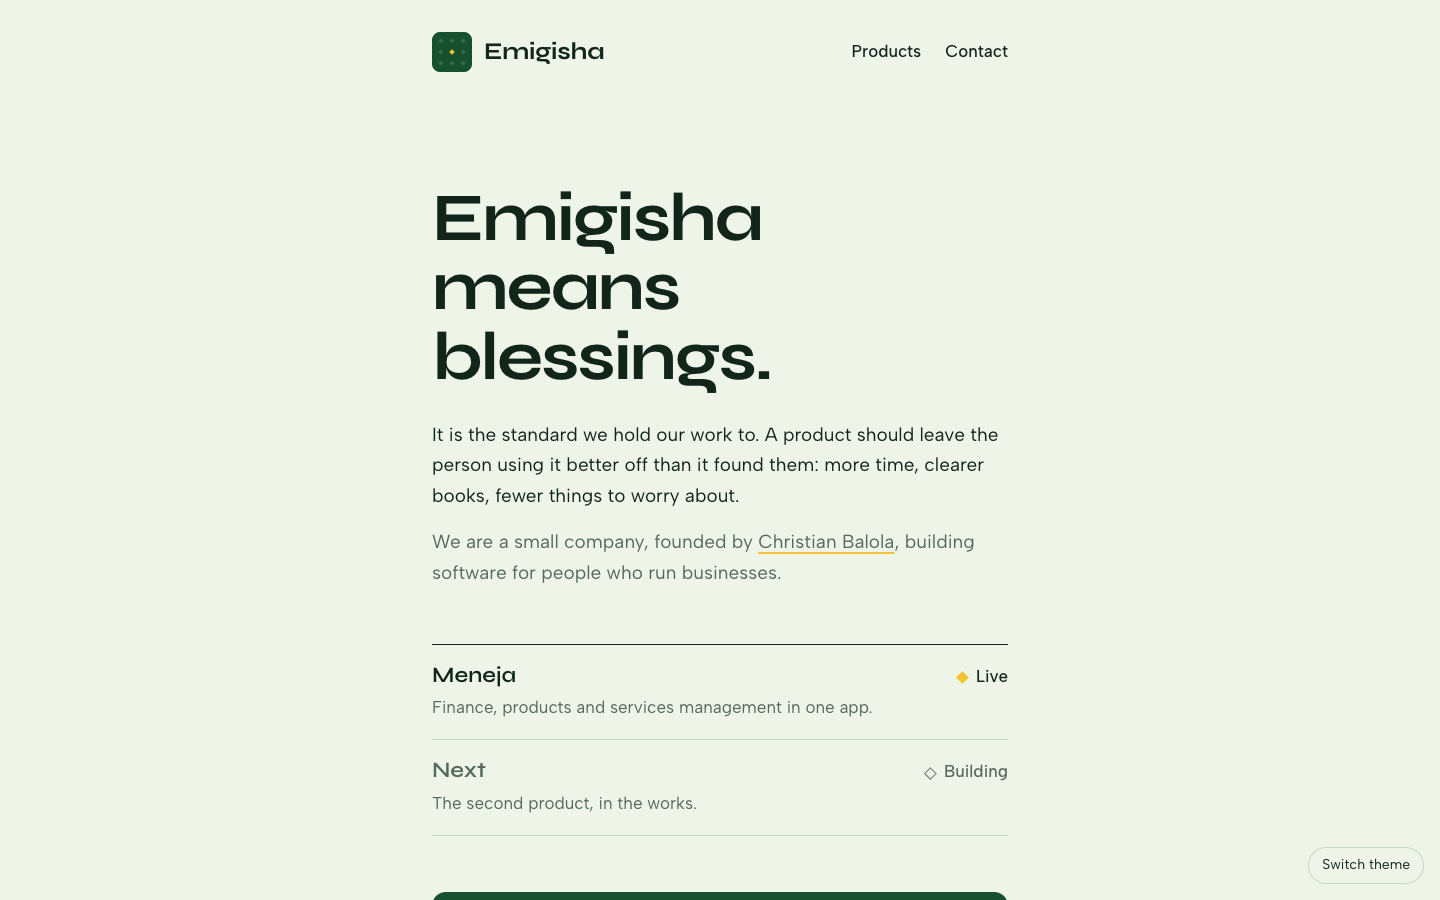 Emigisha
Products
Contact
Emigisha
means
blessings.
It is the standard we hold our work to. A product should leave the
person using it better off than it found them: more time, clearer
books, fewer things to worry about.
We are a small company, founded by Christian Balola, building
software for people who run businesses.
Meneja
Live
Finance, products and services management in one app.
Next
Building
The second product, in the works.
Switch theme